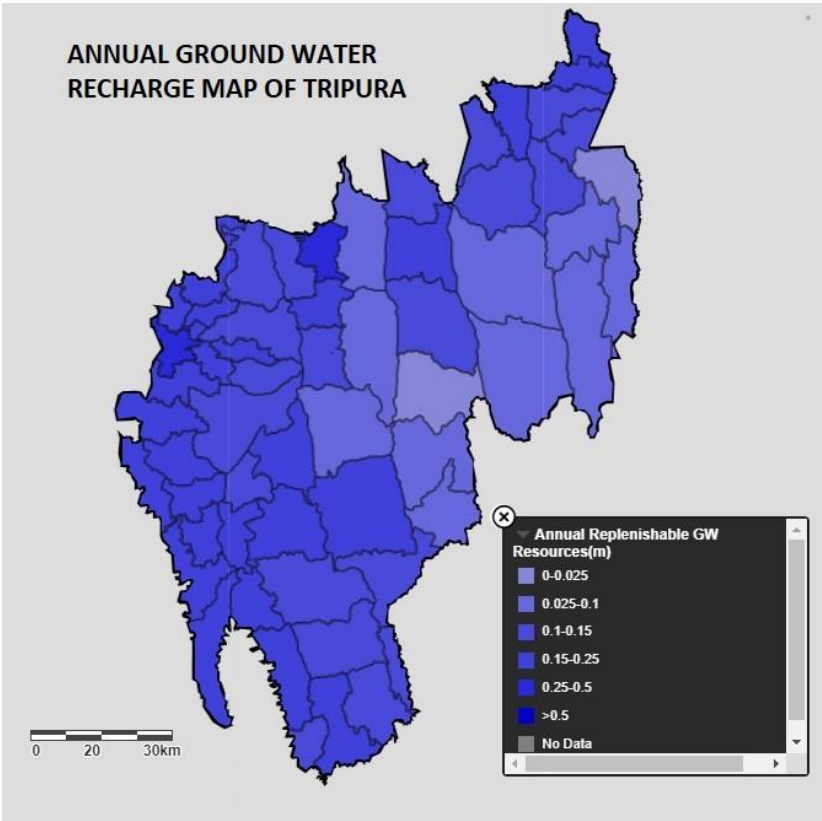 ANNUAL GROUND WATER
RECHARGE MAP OF TRIPURA
Annual Replenishable GW
Resources(m)
0-0.025
0.025-0.1
0.1-0.15
0.15-0.25
0.25-0.5
>0.5
No Data
0 20 30km